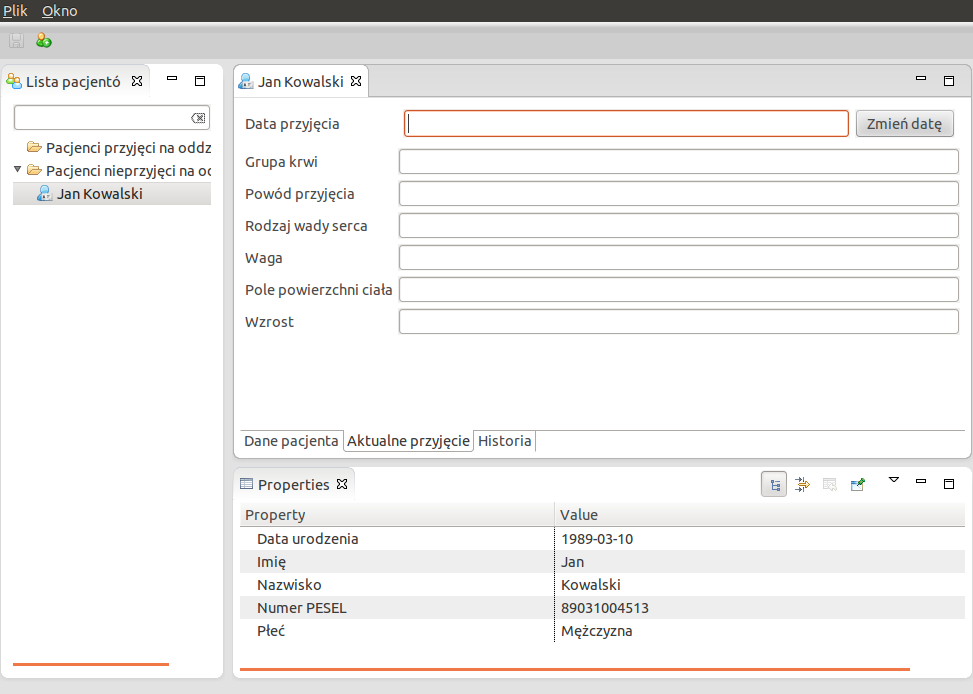 Plik Okno
Lista pacjentó
Pacjenci przyjęci na oddz
Pacjenci nieprzyjęci na oc
Jan Kowalski
Jan Kowalski
Data przyjęcia
Zmień datę
Grupa krwi
Powód przyjęcia
Rodzaj wady serca
Waga
Pole powierzchni ciała
Wzrost
Dane pacjenta Aktualne przyjęcie Historia
Properties
Property Value
Data urodzenia 1989-03-10
Imię Jan
Nazwisko Kowalski
Numer PESEL 89031004513
Płeć Mężczyzna